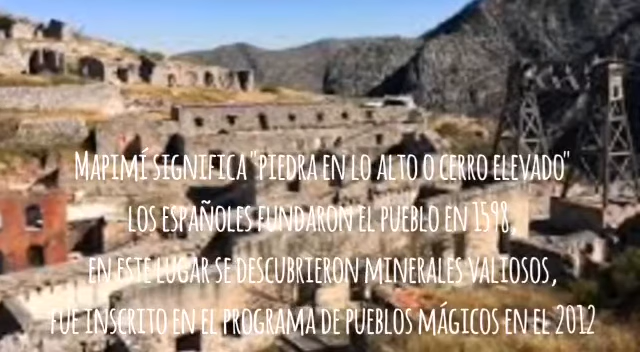 Mapimí significa "piedra en lo alto o cerro elevado"
los españoles fundaron el pueblo en 1598,
en este lugar se descubrieron minerales valiosos,
fue inscrito en el programa de pueblos mágicos en el 2012